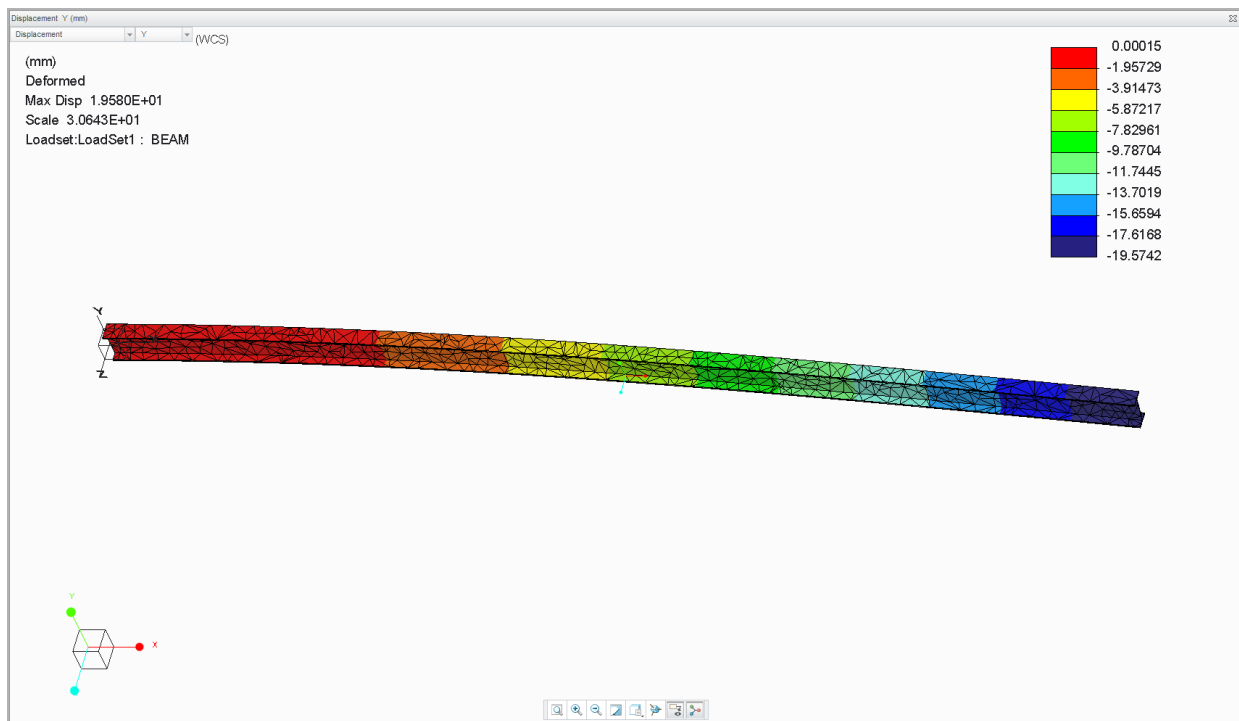 Displacement Y (mm)
Displacement Y (WCS)
(mm)
Deformed
Max Disp 1.9580E+01
Scale 3.0643E+01
Loadset:LoadSet1 : BEAM
0.00015
-1.95729
-3.91473
-5.87217
-7.82961
-9.78704
-11.7445
-13.7019
-15.6594
-17.6168
-19.5742
Y
Z
Y
X